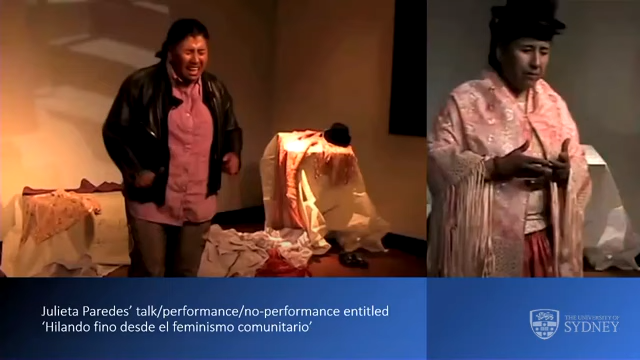 Julieta Paredes’ talk/performance/no-performance entitled
‘Hilando fino desde el feminismo comunitario’
THE UNIVERSITY OF
SYDNEY